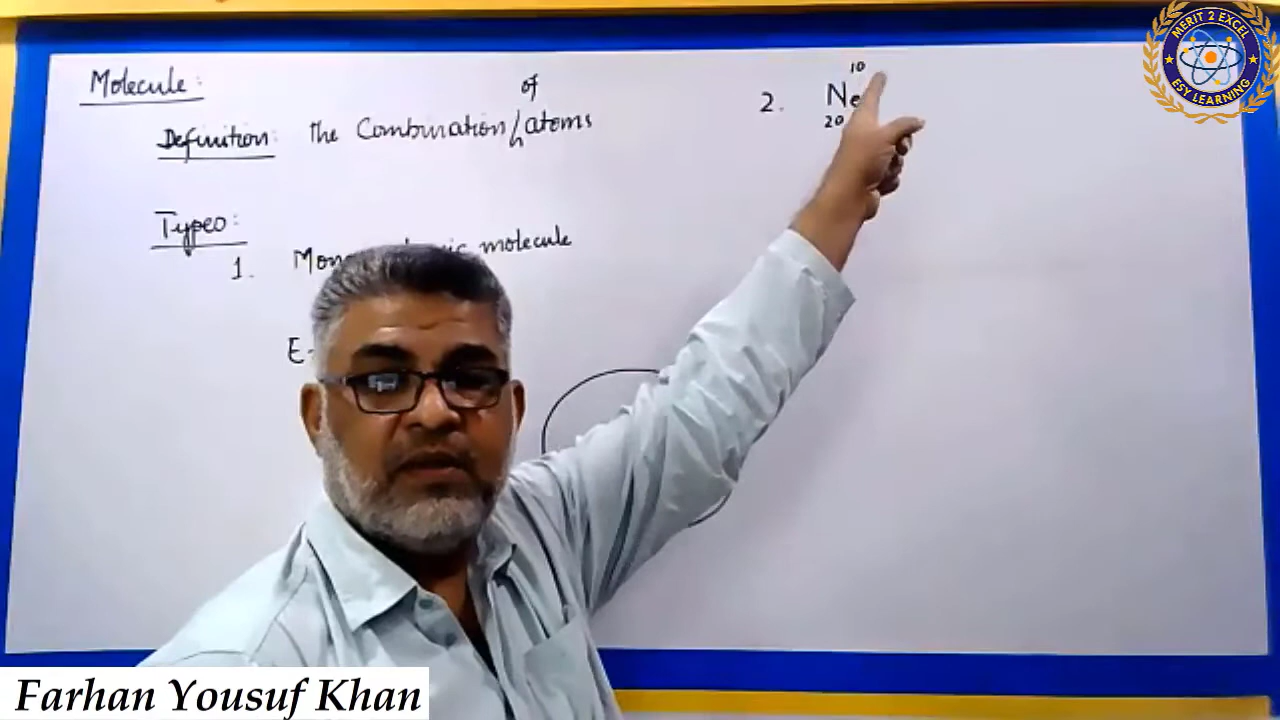 Molecule:
Definition: the Combination of atoms
Types:
1. molecule
2. Ne
10
20
MERIT 2 EXCEL
ESY LEARNING
Farhan Yousuf Khan